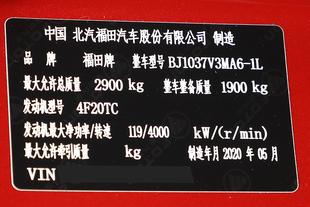 中国 北汽福田汽车股份有限公司 制造
品 牌 福田牌 整车型号 BJ1037V3MA6-1L
最大允许总质量 2900 kg 整车整备质量 1900 kg
发动机型号 4F20TC
发动机最大净功率/转速 119/4000 kW/(r/min)
最大允许牵引质量 kg 制造年月 2020 年 05 月
VIN